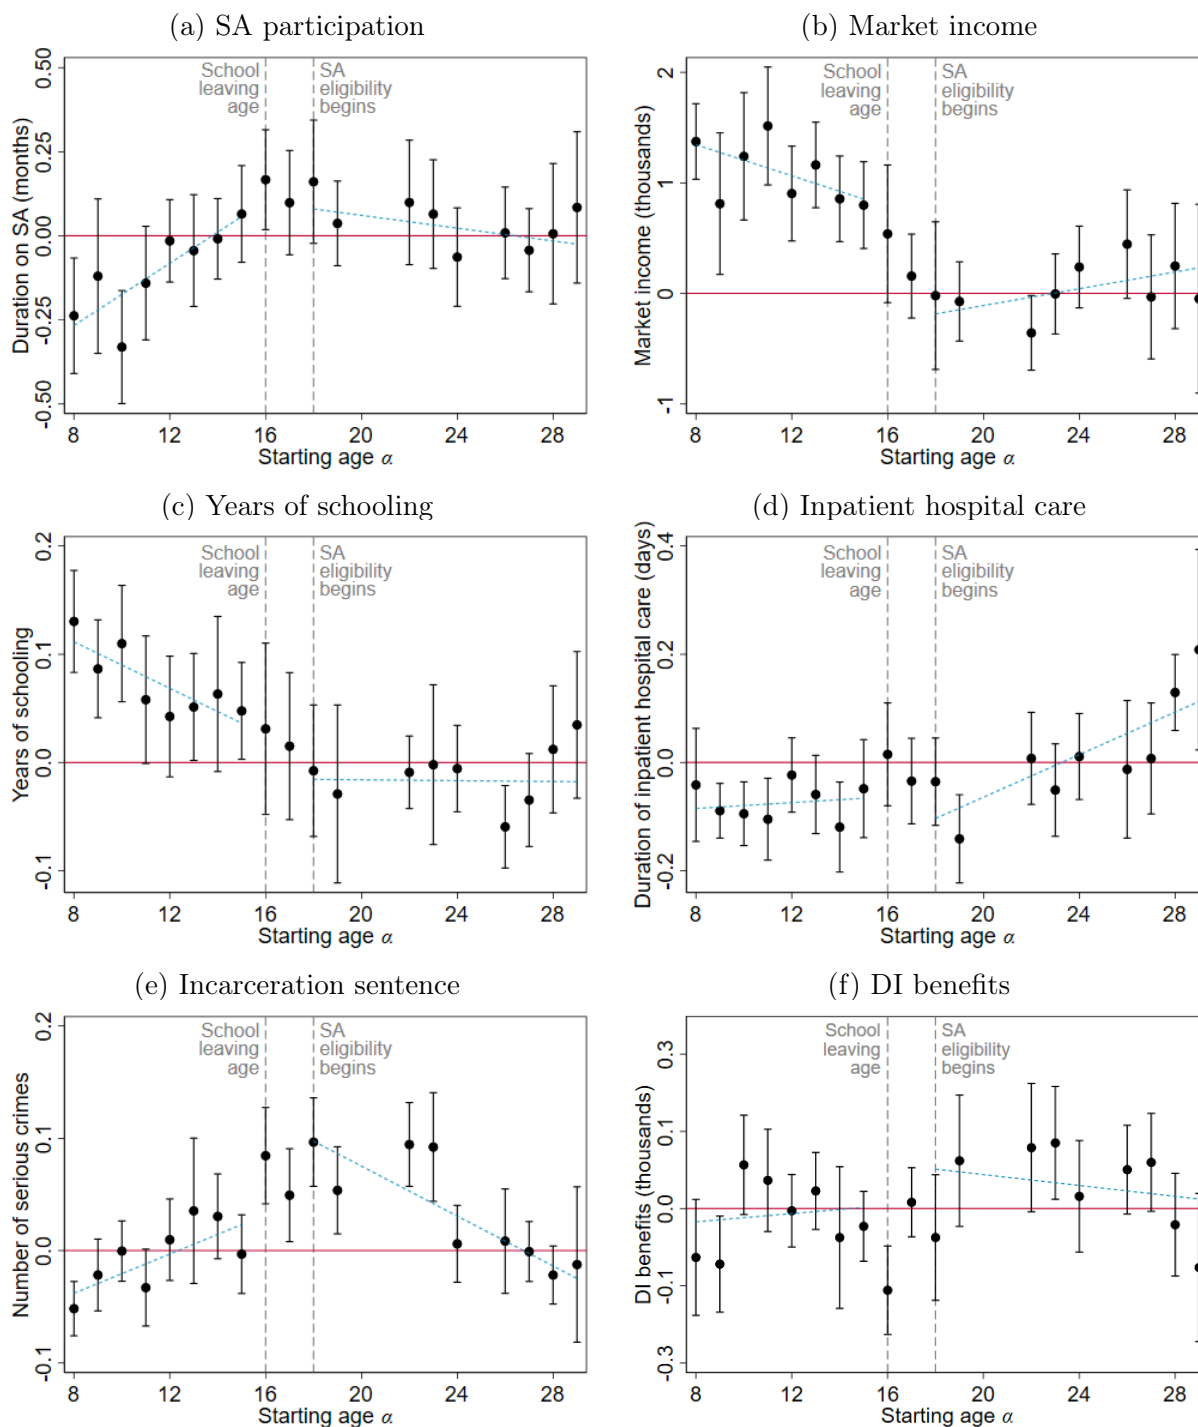 (a) SA participation
(b) Market income
School
leaving
age
SA
eligibility
begins
Duration on SA (months)
0.50
0.25
0.00
-0.25
-0.50
8 12 16 20 24 28
Starting age α
School
leaving
age
SA
eligibility
begins
Market income (thousands)
2
1
0
-1
8 12 16 20 24 28
Starting age α
(c) Years of schooling
(d) Inpatient hospital care
School
leaving
age
SA
eligibility
begins
Years of schooling
0.2
0.1
0.0
-0.1
8 12 16 20 24 28
Starting age α
School
leaving
age
SA
eligibility
begins
Duration of inpatient hospital care (days)
0.4
0.2
0.0
-0.2
8 12 16 20 24 28
Starting age α
(e) Incarceration sentence
(f) DI benefits
School
leaving
age
SA
eligibility
begins
Number of serious crimes
0.2
0.1
0.0
-0.1
8 12 16 20 24 28
Starting age α
School
leaving
age
SA
eligibility
begins
DI benefits (thousands)
0.3
0.1
0.0
-0.1
-0.3
8 12 16 20 24 28
Starting age α